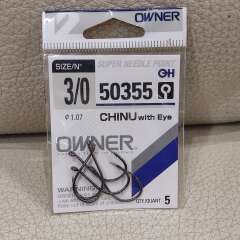 OWNER
SIZE/N°
SUPER NEEDLE POINT
3/0
50355
φ 1.07
CHINU with Eye
OWNER
WARNING
QTY./QUANT. 5